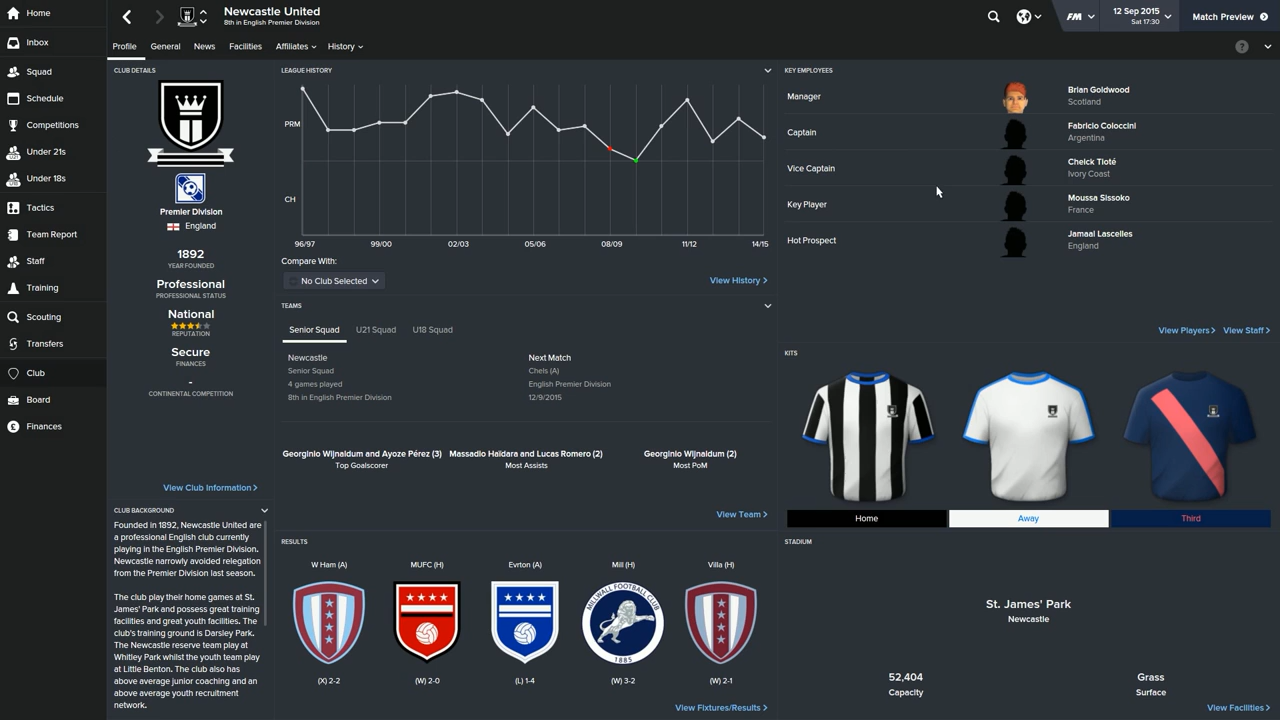 Home
Inbox
Squad
Schedule
Competitions
U21 Under 21s
U18 Under 18s
Tactics
Team Report
Staff
Training
Scouting
Transfers
Club
Board
Finances
Newcastle United
8th in English Premier Division
FM
12 Sep 2015
Sat 17:30
Match Preview
Profile General News Facilities Affiliates History
?
CLUB DETAILS
Premier Division
England
1892
YEAR FOUNDED
Professional
PROFESSIONAL STATUS
National
REPUTATION
Secure
FINANCES
-
CONTINENTAL COMPETITION
View Club Information >
CLUB BACKGROUND
Founded in 1892, Newcastle United are
a professional English club currently
playing in the English Premier Division.
Newcastle narrowly avoided relegation
from the Premier Division last season.
The club play their home games at St.
James' Park and possess great training
facilities and great youth facilities. The
club's training ground is Darsley Park.
The Newcastle reserve team play at
Whitley Park whilst the youth team play
at Little Benton. The club also has
above average junior coaching and an
above average youth recruitment
network.
LEAGUE HISTORY
PRM
CH
96/97 99/00 02/03 05/06 08/09 11/12 14/15
Compare With:
No Club Selected
View History >
TEAMS
Senior Squad U21 Squad U18 Squad
Newcastle
Senior Squad
4 games played
8th in English Premier Division
Next Match
Chels (A)
English Premier Division
12/9/2015
Georginio Wijnaldum and Ayoze Pérez (3)
Top Goalscorer
Massadio Haïdara and Lucas Romero (2)
Most Assists
Georginio Wijnaldum (2)
Most PoM
View Team >
RESULTS
W Ham (A) MUFC (H) Evrton (A) Mill (H) Villa (H)
MILLWALL FOOTBALL CLUB
1885
(X) 2-2 (W) 2-0 (L) 1-4 (W) 3-2 (W) 2-1
View Fixtures/Results >
KEY EMPLOYEES
Manager
Brian Goldwood
Scotland
Captain
Fabricio Coloccini
Argentina
Vice Captain
Cheick Tioté
Ivory Coast
Key Player
Moussa Sissoko
France
Hot Prospect
Jamaal Lascelles
England
View Players > View Staff >
KITS
Home Away Third
STADIUM
St. James' Park
Newcastle
52,404
Capacity
Grass
Surface
View Facilities >